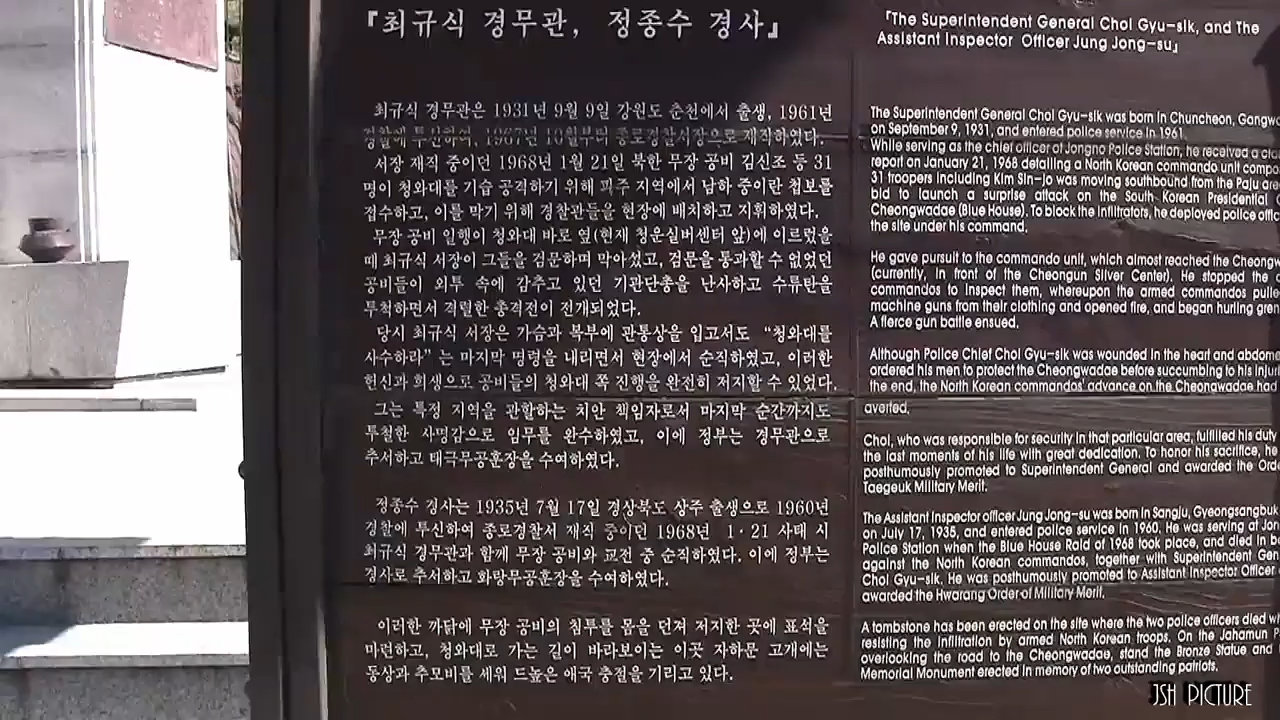 『최규식 경무관, 정종수 경사』
최규식 경무관은 1931년 9월 9일 강원도 춘천에서 출생, 1961년
경찰에 투신하여, 1967년 10월부터 종로경찰서장으로 재직하였다.
서장 재직 중이던 1968년 1월 21일 북한 무장 공비 김신조 등 31
명이 청와대를 기습 공격하기 위해 파주 지역에서 남하 중이란 첩보를
접수하고, 이를 막기 위해 경찰관들을 현장에 배치하고 지휘하였다.
무장 공비 일행이 청와대 바로 옆(현재 청운실버센터 앞)에 이르렀을
때 최규식 서장이 그들을 검문하며 막아섰고, 검문을 통과할 수 없었던
공비들이 외투 속에 감추고 있던 기관단총을 난사하고 수류탄을
투척하면서 격렬한 총격전이 전개되었다.
당시 최규식 서장은 가슴과 복부에 관통상을 입고서도 “청와대를
사수하라” 는 마지막 명령을 내리면서 현장에서 순직하였고, 이러한
헌신과 희생으로 공비들의 청와대 쪽 진행을 완전히 저지할 수 있었다.
그는 특정 지역을 관할하는 치안 책임자로서 마지막 순간까지도
투철한 사명감으로 임무를 완수하였고, 이에 정부는 경무관으로
추서하고 태극무공훈장을 수여하였다.
정종수 경사는 1935년 7월 17일 경상북도 상주 출생으로 1960년
경찰에 투신하여 종로경찰서 재직 중이던 1968년 1·21 사태 시
최규식 경무관과 함께 무장 공비와 교전 중 순직하였다. 이에 정부는
경사로 추서하고 화랑무공훈장을 수여하였다.
이러한 까닭에 무장 공비의 침투를 몸을 던져 저지한 곳에 표석을
마련하고, 청와대로 가는 길이 바라보이는 이곳 자하문 고개에는
동상과 추모비를 세워 드높은 애국 충절을 기리고 있다.
『The Superintendent General Choi Gyu-sik, and The
Assistant Inspector Officer Jung Jong-su』
The Superintendent General Choi Gyu-sik was born in Chuncheon, Gangwo
on September 9, 1931, and entered police service in 1961.
While serving as the chief officer of Jongno Police Station, he received a
report on January 21, 1968 detailing a North Korean commando unit compo
31 troopers including Kim Sin-jo was moving southbound from the Paju are
bid to launch a surprise attack on the South Korean Presidential
Cheongwadae (Blue House). To block the infiltrators, he deployed police offic
the site under his command.
He gave pursuit to the commando unit, which almost reached the Cheongw
(currently, in front of the Cheongun Silver Center). He stopped the
commandos to inspect them, whereupon the armed commandos pulle
machine guns from their clothing and opened fire, and began hurling gren
A fierce gun battle ensued.
Although Police Chief Choi Gyu-sik was wounded in the heart and abdome
ordered his men to protect the Cheongwadae before succumbing to his injuri
the end, the North Korean commandos' advance on the Cheongwadae had
averted.
Choi, who was responsible for security in that particular area, fulfilled his duty
the last moments of his life with great dedication. To honor his sacrifice, he
posthumously promoted to Superintendent General and awarded the Ord
Taegeuk Military Merit.
The Assistant Inspector officer Jung Jong-su was born in Sangju, Gyeongsangbuk
on July 17, 1935, and entered police service in 1960. He was serving at Jon
Police Station when the Blue House Raid of 1968 took place, and died in ba
against the North Korean commandos, together with Superintendent Gen
Choi Gyu-sik. He was posthumously promoted to Assistant Inspector Officer
awarded the Hwarang Order of Military Merit.
A tombstone has been erected on the site where the two police officers died wh
resisting the infiltration by armed North Korean troops. On the Jahamun
overlooking the road to the Cheongwadae, stand the Bronze Statue and
Memorial Monument erected in memory of two outstanding patriots.
JSH PICTURE